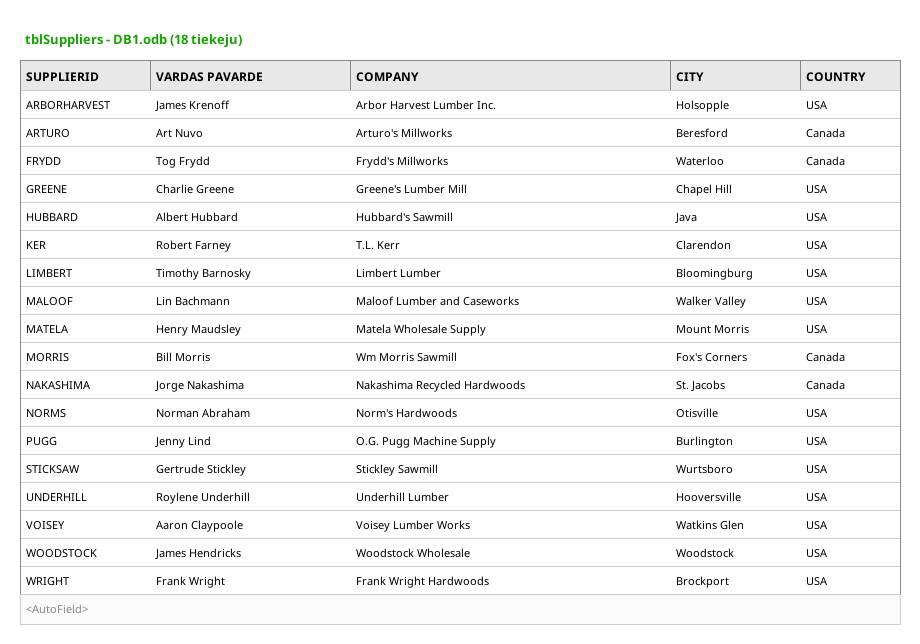 tblSuppliers - DB1.odb (18 tiekeju)
SUPPLIERID VARDAS PAVARDE COMPANY CITY COUNTRY
ARBORHARVEST James Krenoff Arbor Harvest Lumber Inc. Holsopple USA
ARTURO Art Nuvo Arturo's Millworks Beresford Canada
FRYDD Tog Frydd Frydd's Millworks Waterloo Canada
GREENE Charlie Greene Greene's Lumber Mill Chapel Hill USA
HUBBARD Albert Hubbard Hubbard's Sawmill Java USA
KER Robert Farney T.L. Kerr Clarendon USA
LIMBERT Timothy Barnosky Limbert Lumber Bloomingburg USA
MALOOF Lin Bachmann Maloof Lumber and Caseworks Walker Valley USA
MATELA Henry Maudsley Matela Wholesale Supply Mount Morris USA
MORRIS Bill Morris Wm Morris Sawmill Fox's Corners Canada
NAKASHIMA Jorge Nakashima Nakashima Recycled Hardwoods St. Jacobs Canada
NORMS Norman Abraham Norm's Hardwoods Otisville USA
PUGG Jenny Lind O.G. Pugg Machine Supply Burlington USA
STICKSAW Gertrude Stickley Stickley Sawmill Wurtsboro USA
UNDERHILL Roylene Underhill Underhill Lumber Hooversville USA
VOISEY Aaron Claypoole Voisey Lumber Works Watkins Glen USA
WOODSTOCK James Hendricks Woodstock Wholesale Woodstock USA
WRIGHT Frank Wright Frank Wright Hardwoods Brockport USA
<AutoField>